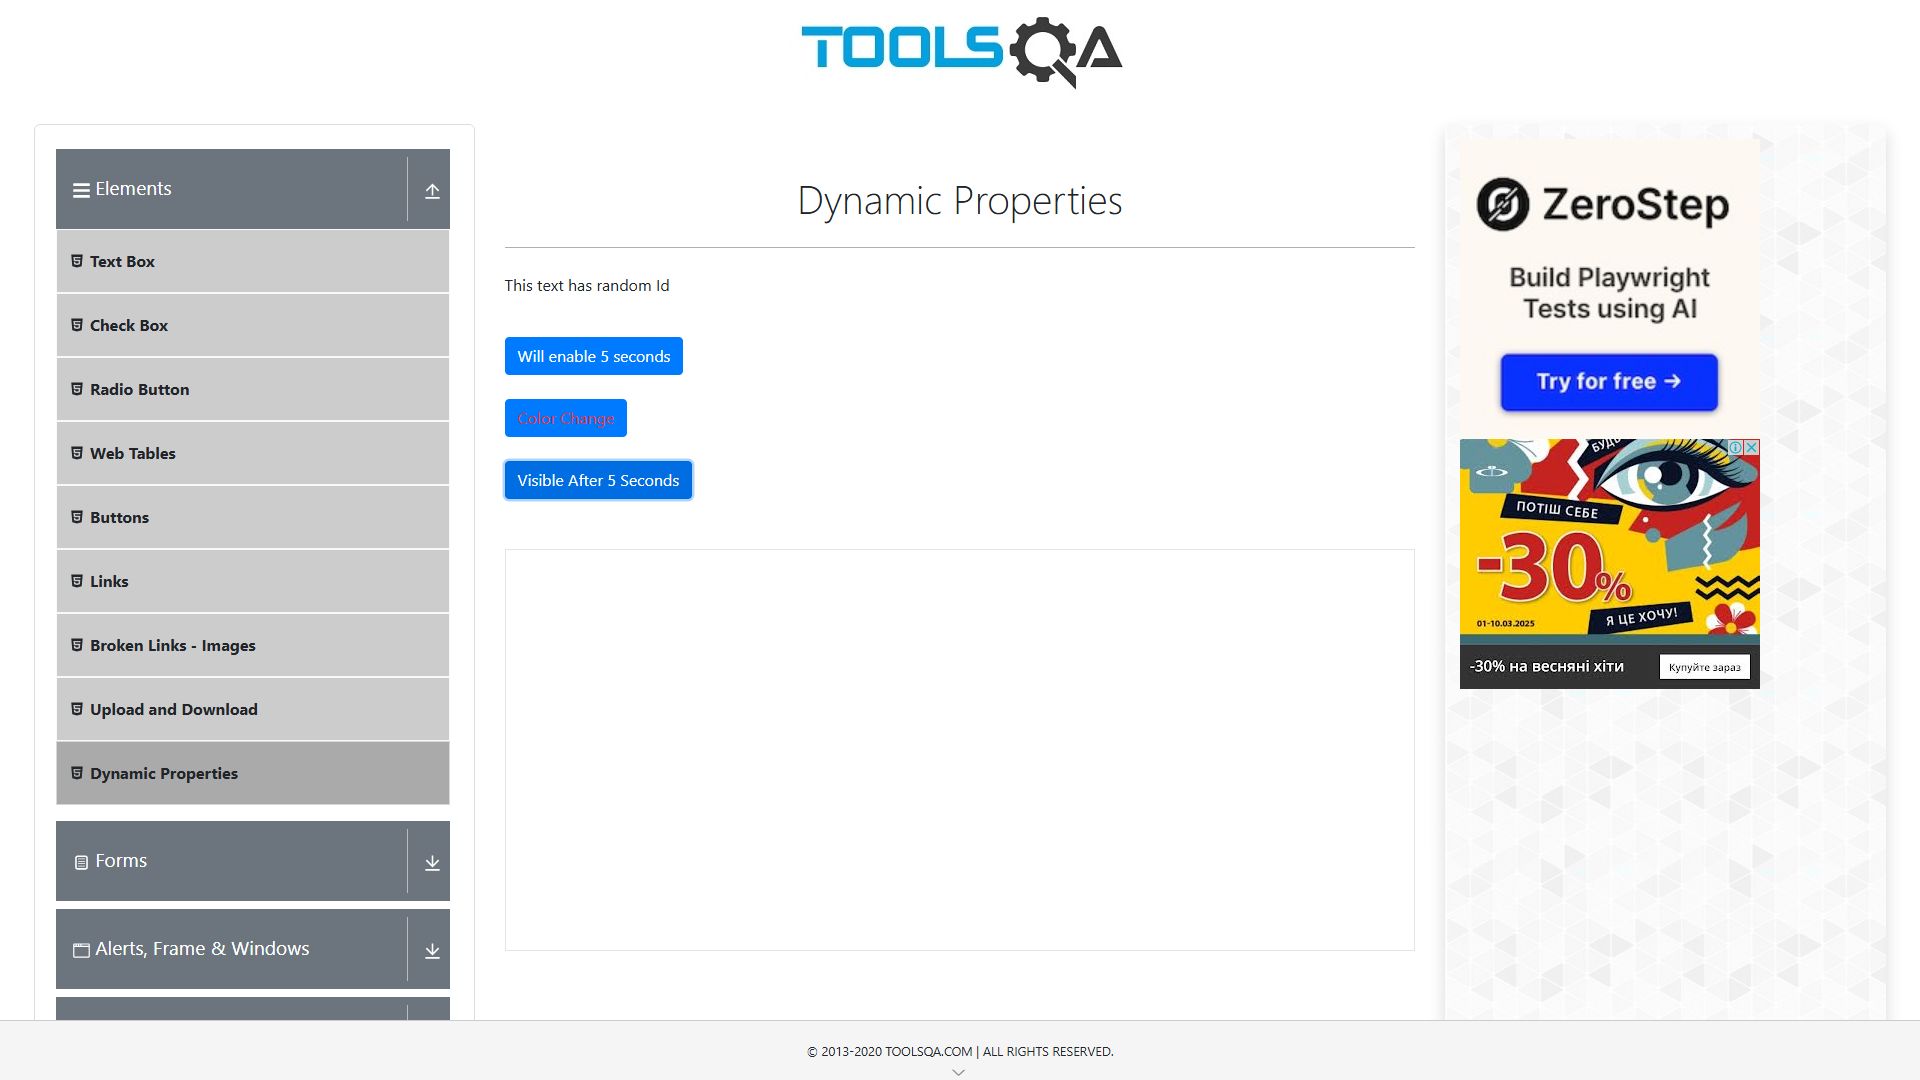 TOOLSQA
Elements
Text Box
Check Box
Radio Button
Web Tables
Buttons
Links
Broken Links - Images
Upload and Download
Dynamic Properties
Forms
Alerts, Frame & Windows
Dynamic Properties
This text has random Id
Will enable 5 seconds
Color Change
Visible After 5 Seconds
ZeroStep
Build Playwright
Tests using AI
Try for free →
ПОТІШ СЕБЕ
-30%
Я ЦЕ ХОЧУ!
01-10.03.2025
-30% на весняні хіти
Купуйте зараз
© 2013-2020 TOOLSQA.COM | ALL RIGHTS RESERVED.